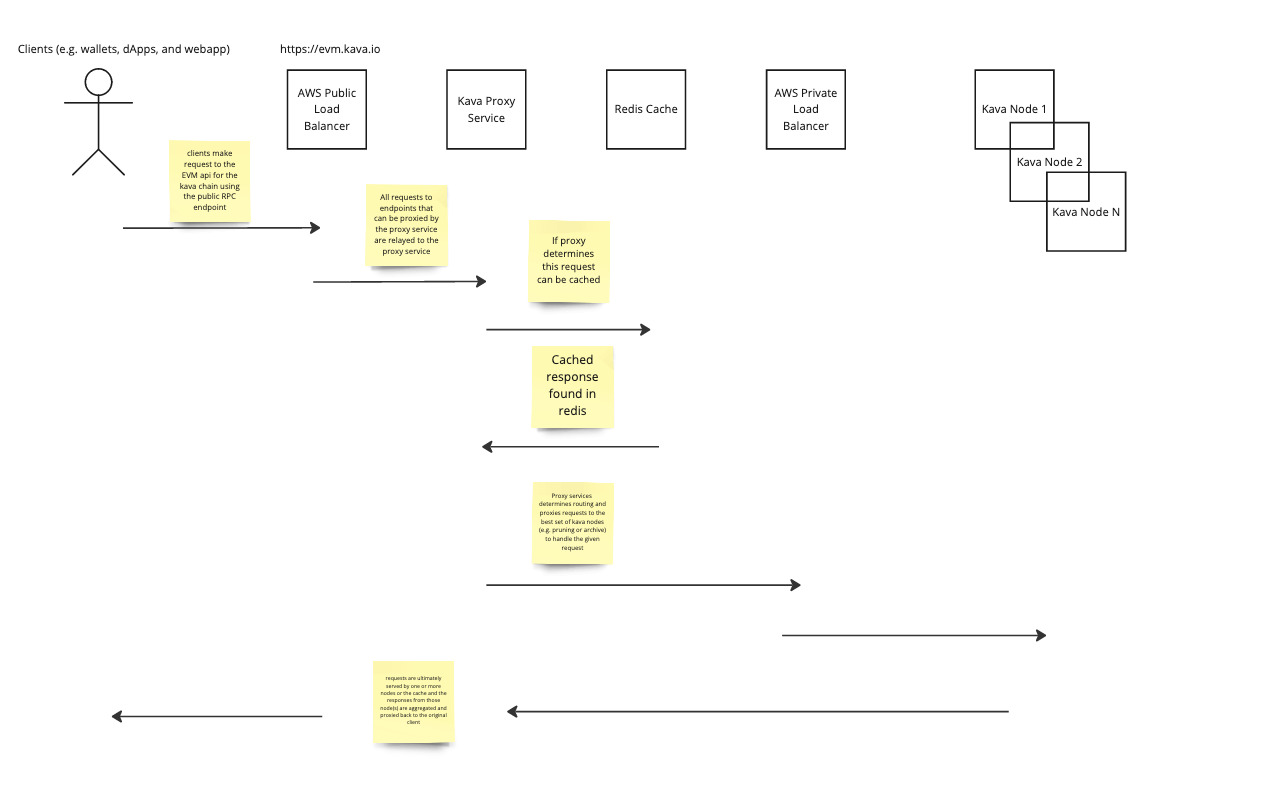 Clients (e.g. wallets, dApps, and webapp)
https://evm.kava.io
AWS Public
Load
Balancer
Kava Proxy
Service
Redis Cache
AWS Private
Load
Balancer
Kava Node 1
Kava Node 2
Kava Node N
clients make
request to the
EVM api for the
kava chain using
the public RPC
endpoint
All requests to
endpoints that
can be proxied by
the proxy service
are relayed to the
proxy service
If proxy
determines
this request
can be cached
Cached
response
found in
redis
Proxy services
determines routing and
proxies requests to the
best set of kava nodes
(e.g. pruning or archive)
to handle the given
request
requests are ultimately
served by one or more
nodes or the cache and the
responses from those
node(s) are aggregated and
proxied back to the original
client